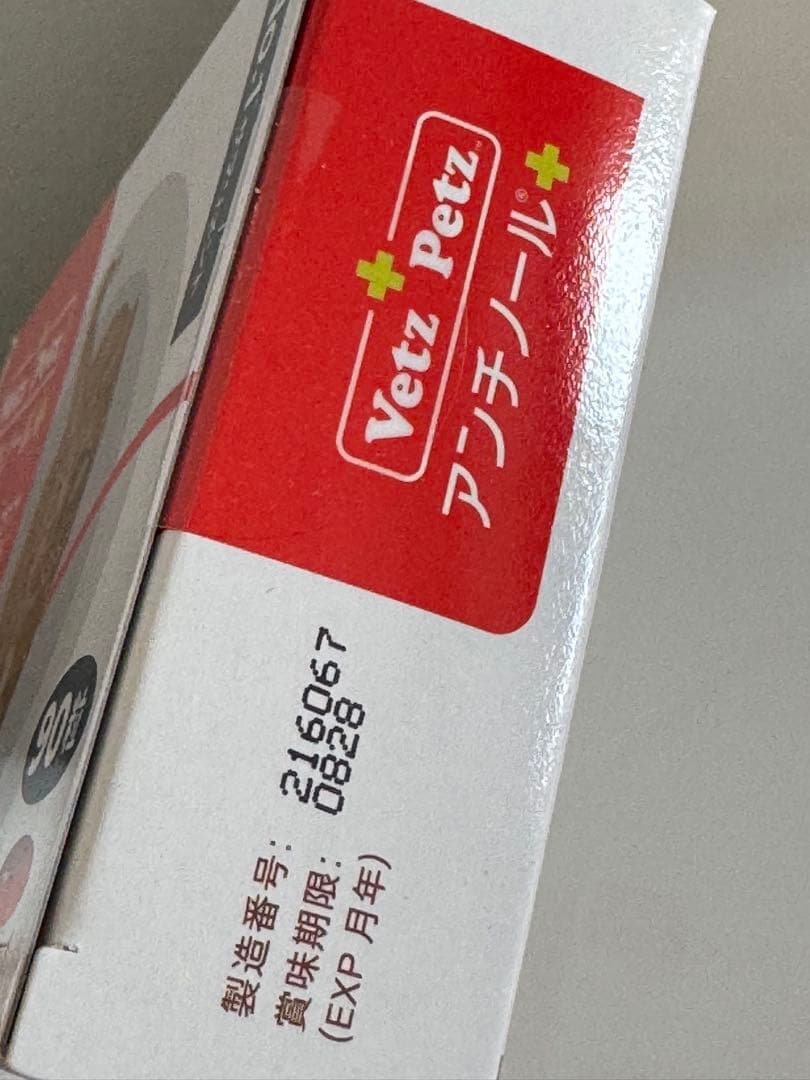 Vetz Petz
アンチノール®
製造番号: 216067
賞味期限: 0828
(EXP 月年)
90粒